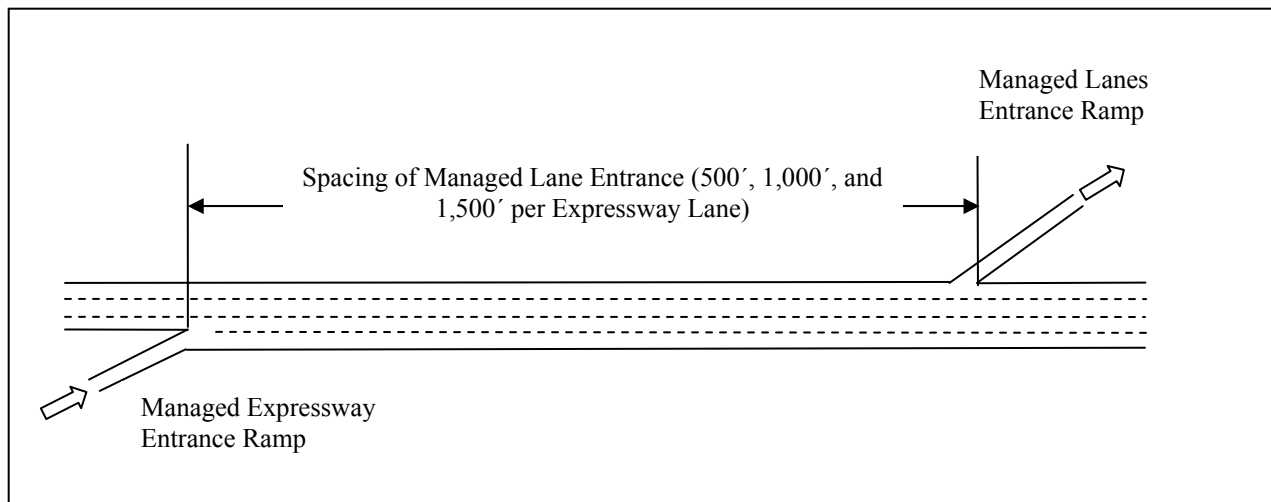 Managed Lanes
Entrance Ramp
Spacing of Managed Lane Entrance (500´, 1,000´, and
1,500´ per Expressway Lane)
Managed Expressway
Entrance Ramp